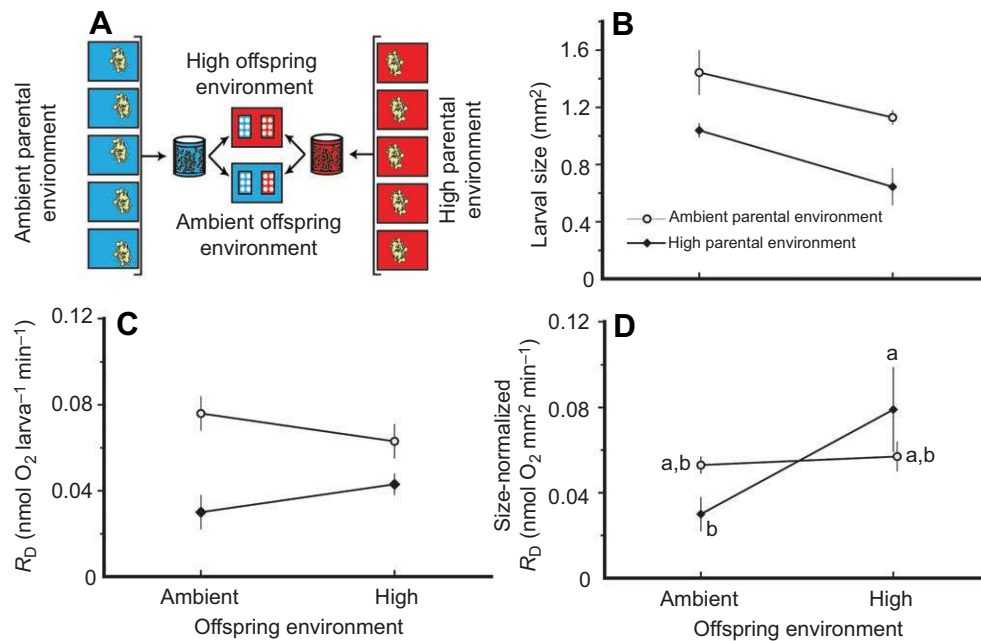 A
Ambient parental
environment
High offspring
environment
Ambient offspring
environment
High parental
environment
B
Larval size (mm²)
1.6
1.2
0.8
0.4
0
Ambient parental environment
High parental environment
C
R_D (nmol O₂ larva⁻¹ min⁻¹)
0.12
0.08
0.04
0
Ambient
High
Offspring environment
D
Size-normalized
R_D (nmol O₂ mm² min⁻¹)
0.12
0.08
0.04
0
a,b
b
a
a,b
Ambient
High
Offspring environment